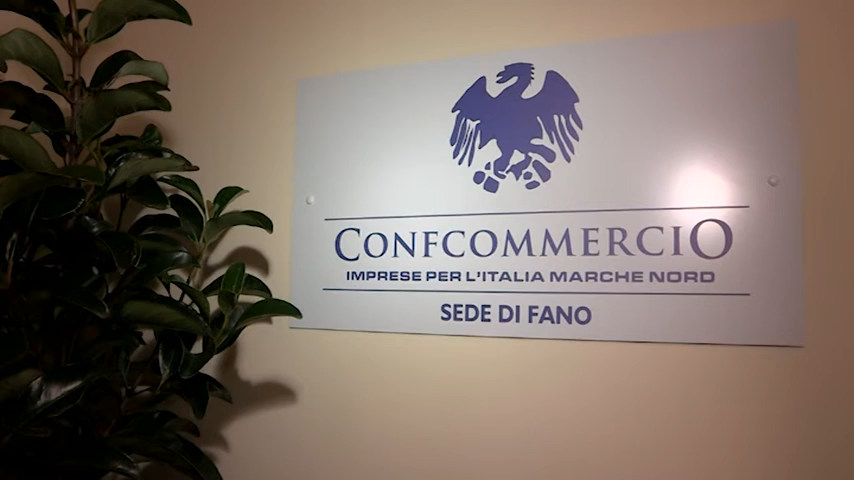 CONFCOMMERCIO
IMPRESE PER L'ITALIA MARCHE NORD
SEDE DI FANO